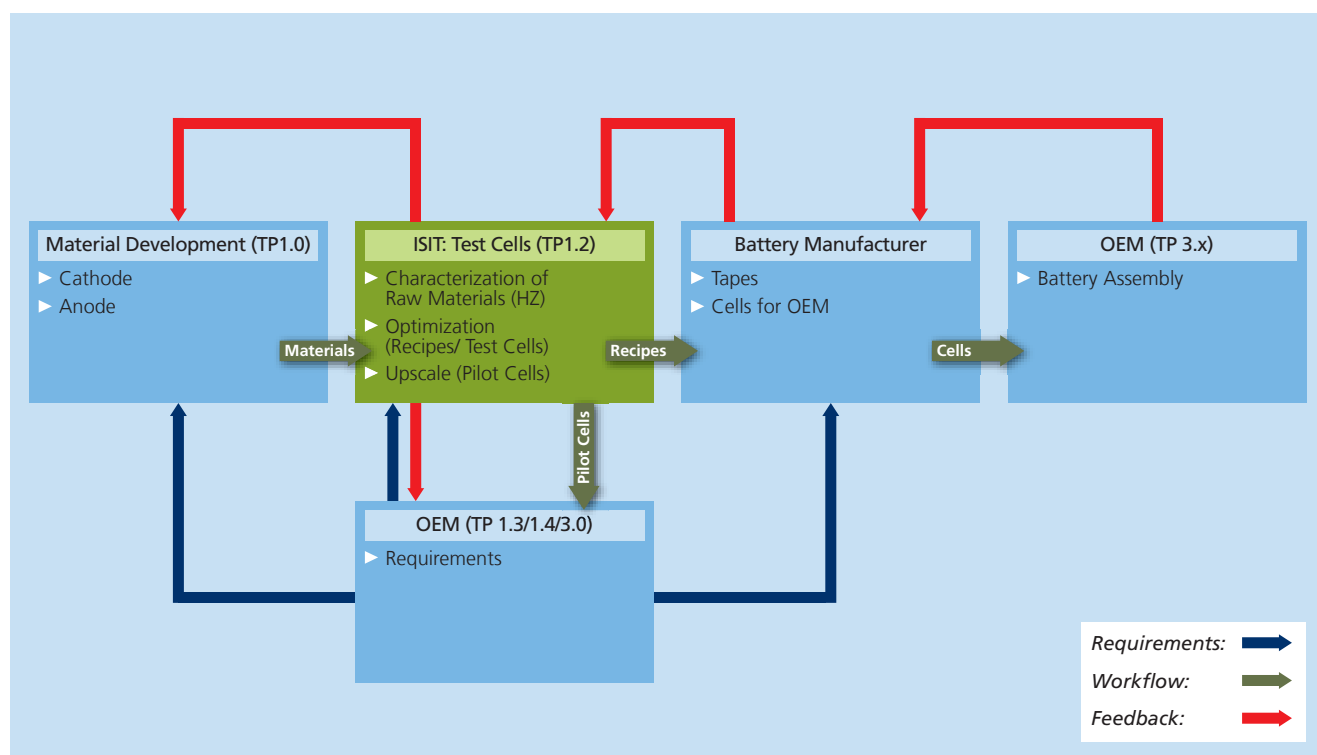 Material Development (TP1.0)
Cathode
Anode
Materials
ISIT: Test Cells (TP1.2)
Characterization of
Raw Materials (HZ)
Optimization
(Recipes/ Test Cells)
Upscale (Pilot Cells)
Recipes
Pilot Cells
Battery Manufacturer
Tapes
Cells for OEM
Cells
OEM (TP 3.x)
Battery Assembly
OEM (TP 1.3/1.4/3.0)
Requirements
Requirements:
Workflow:
Feedback: